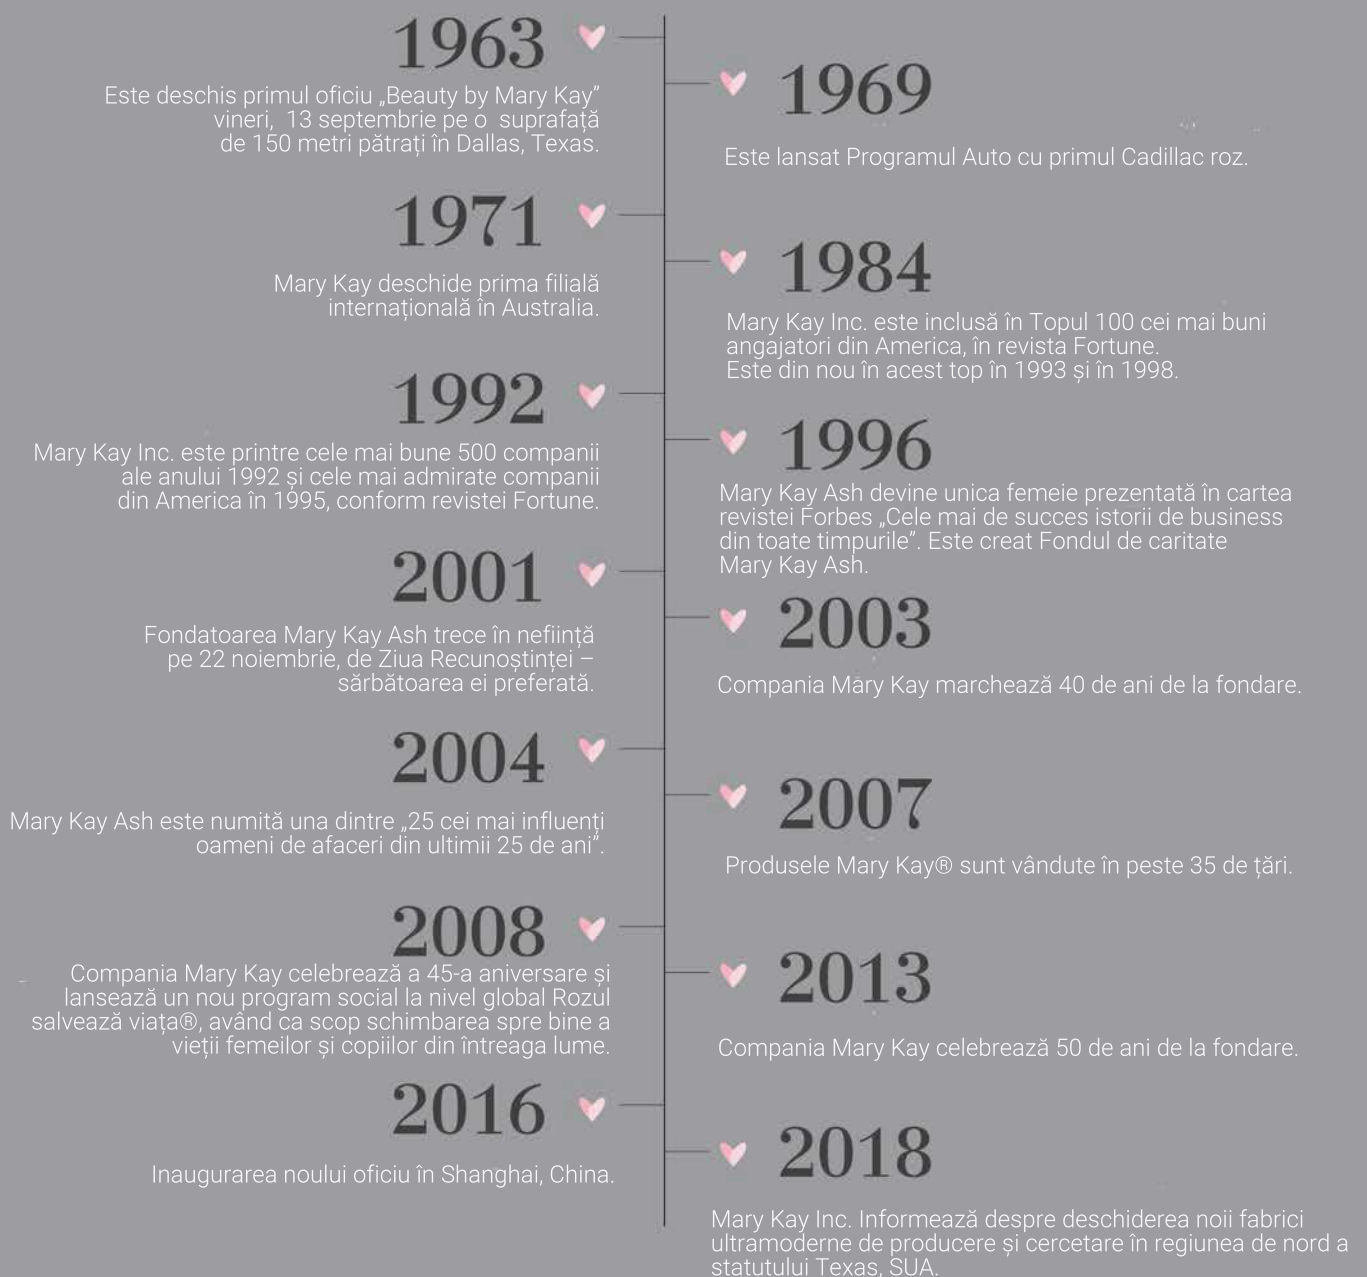 1963
Este deschis primul oficiu „Beauty by Mary Kay”
vineri, 13 septembrie pe o suprafață
de 150 metri pătrați în Dallas, Texas.
1969
Este lansat Programul Auto cu primul Cadillac roz.
1971
Mary Kay deschide prima filială
internațională în Australia.
1984
Mary Kay Inc. este inclusă în Topul 100 cei mai buni
angajatori din America, în revista Fortune.
Este din nou în acest top în 1993 și în 1998.
1992
Mary Kay Inc. este printre cele mai bune 500 companii
ale anului 1992 și cele mai admirate companii
din America în 1995, conform revistei Fortune.
1996
Mary Kay Ash devine unica femeie prezentată în cartea
revistei Forbes „Cele mai de succes istorii de business
din toate timpurile”. Este creat Fondul de caritate
Mary Kay Ash.
2001
Fondatoarea Mary Kay Ash trece în neființă
pe 22 noiembrie, de Ziua Recunoștinței –
sărbătoarea ei preferată.
2003
Compania Mary Kay marchează 40 de ani de la fondare.
2004
Mary Kay Ash este numită una dintre „25 cei mai influenți
oameni de afaceri din ultimii 25 de ani”.
2007
Produsele Mary Kay® sunt vândute în peste 35 de țări.
2008
Compania Mary Kay celebrează a 45-a aniversare și
lansează un nou program social la nivel global Rozul
salvează viața®, având ca scop schimbarea spre bine a
vieții femeilor și copiilor din întreaga lume.
2013
Compania Mary Kay celebrează 50 de ani de la fondare.
2016
Inaugurarea noului oficiu în Shanghai, China.
2018
Mary Kay Inc. Informează despre deschiderea noii fabrici
ultramoderne de producere și cercetare în regiunea de nord a
statutului Texas, SUA.